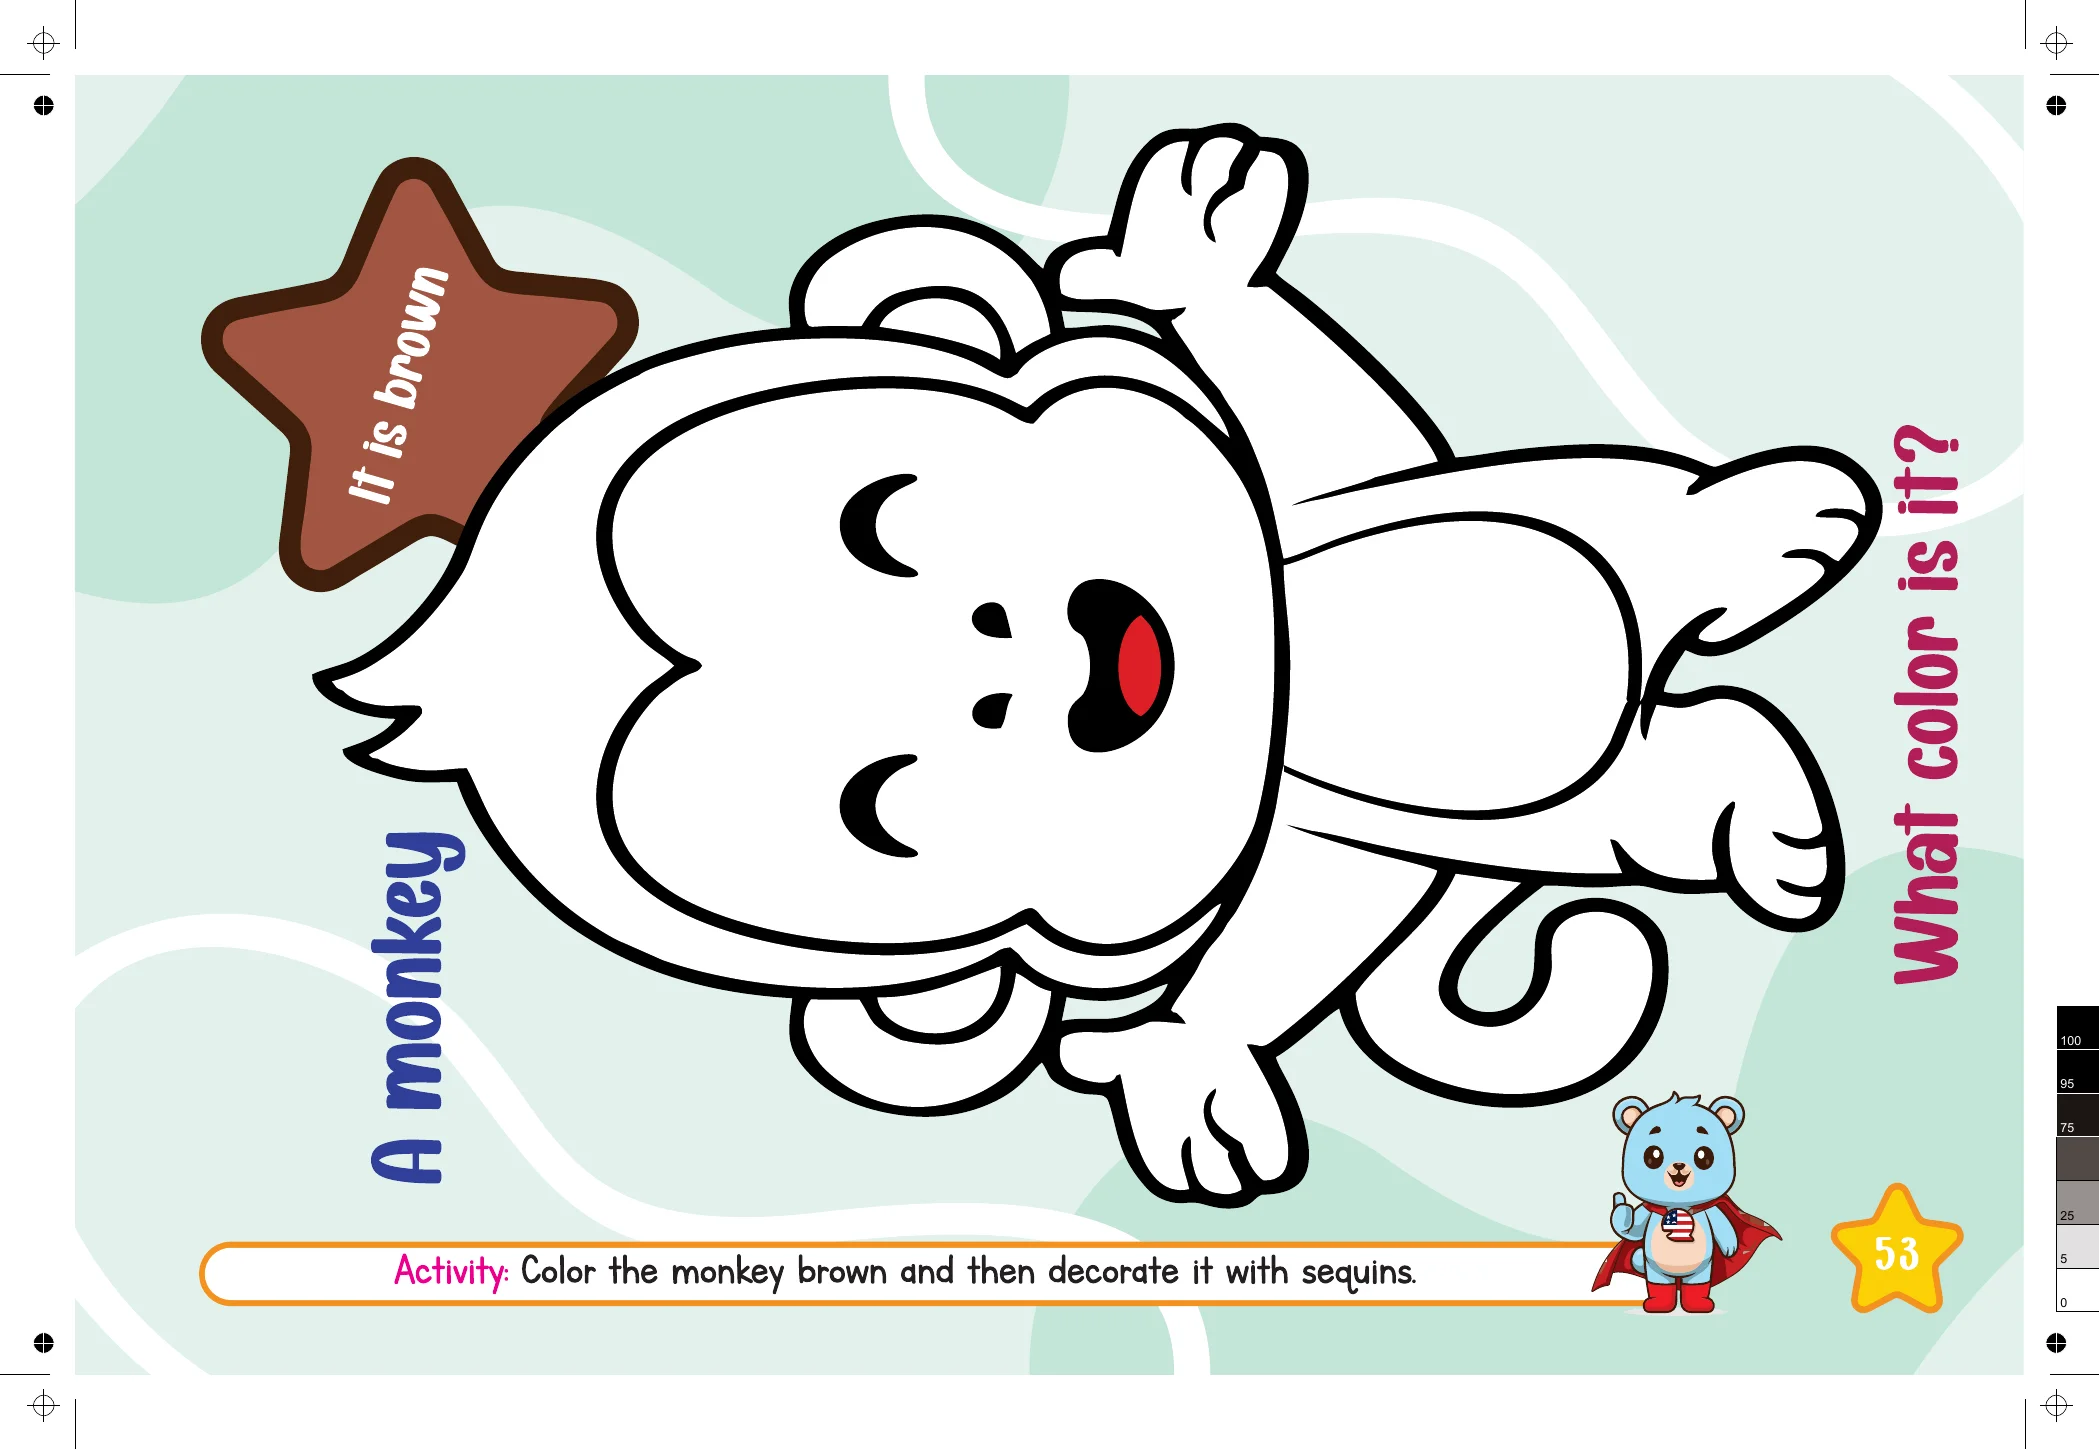 It is brown
A monkey
What color is it?
Activity: Color the monkey brown and then decorate it with sequins.
53
100
95
75
25
5
0